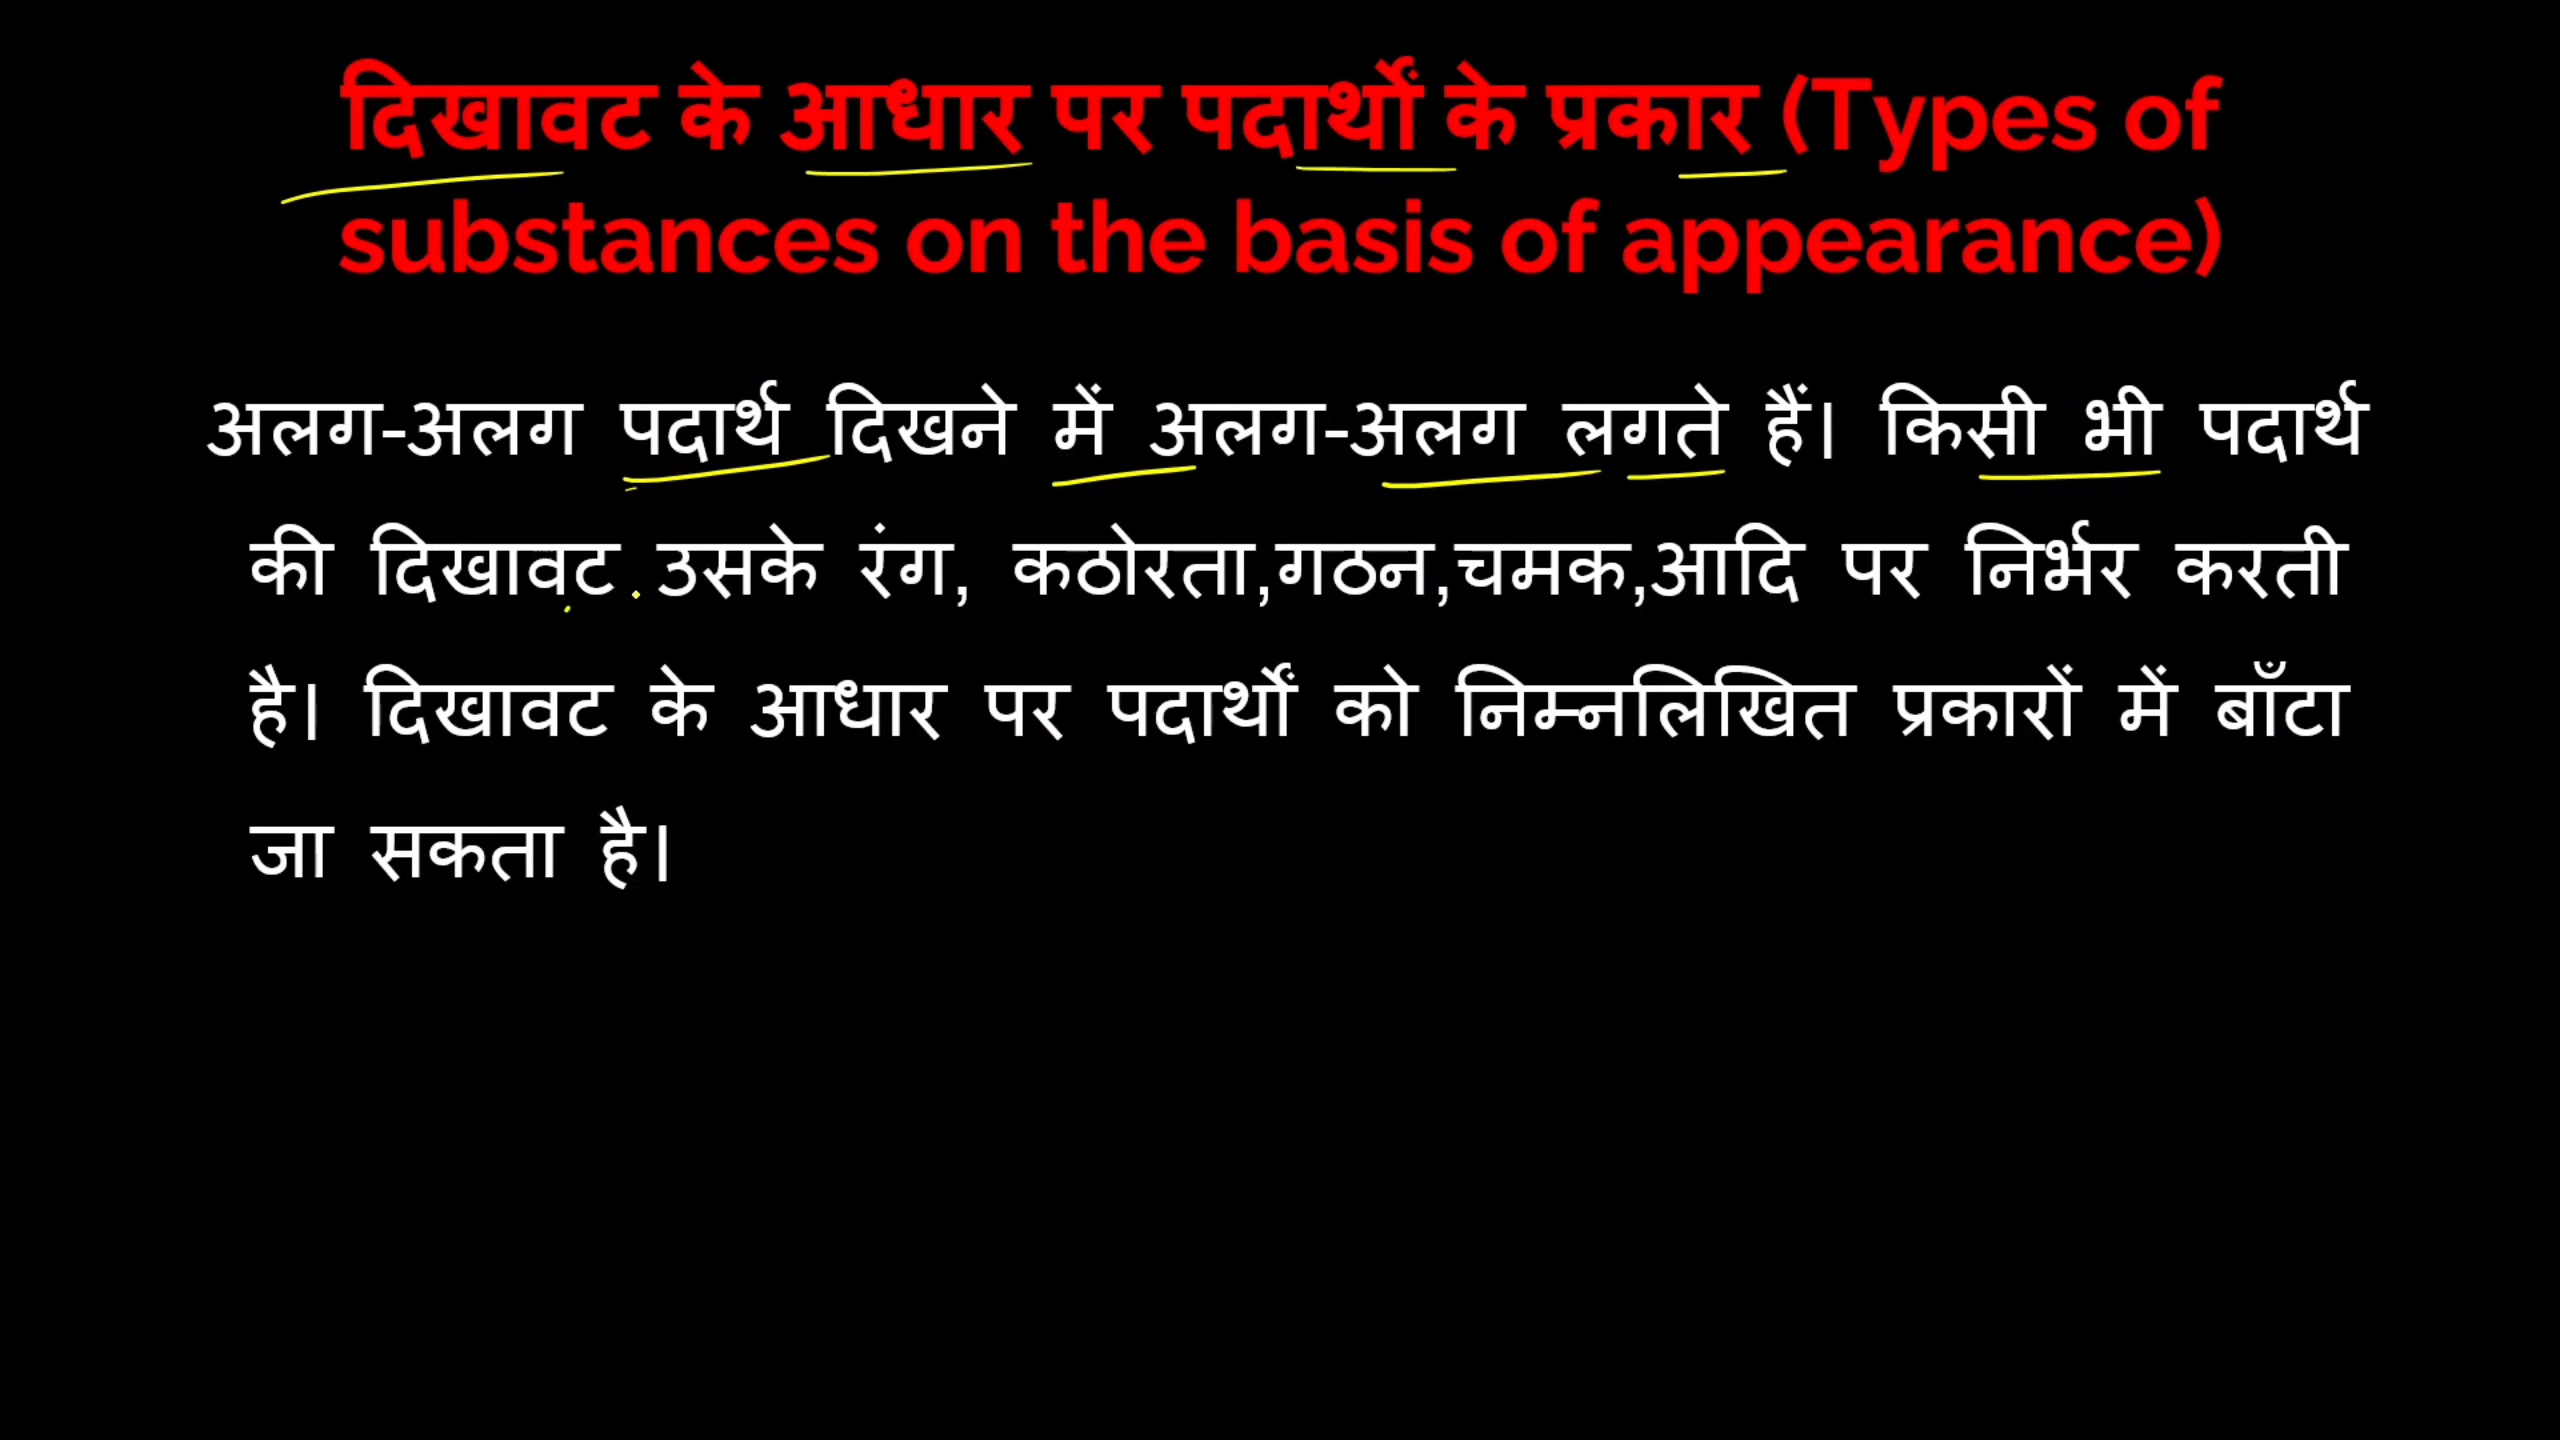 दिखावट के आधार पर पदार्थों के प्रकार (Types of
substances on the basis of appearance)
अलग-अलग पदार्थ दिखने में अलग-अलग लगते हैं। किसी भी पदार्थ
की दिखावट उसके रंग, कठोरता,गठन,चमक,आदि पर निर्भर करती
है। दिखावट के आधार पर पदार्थों को निम्नलिखित प्रकारों में बाँटा
जा सकता है।